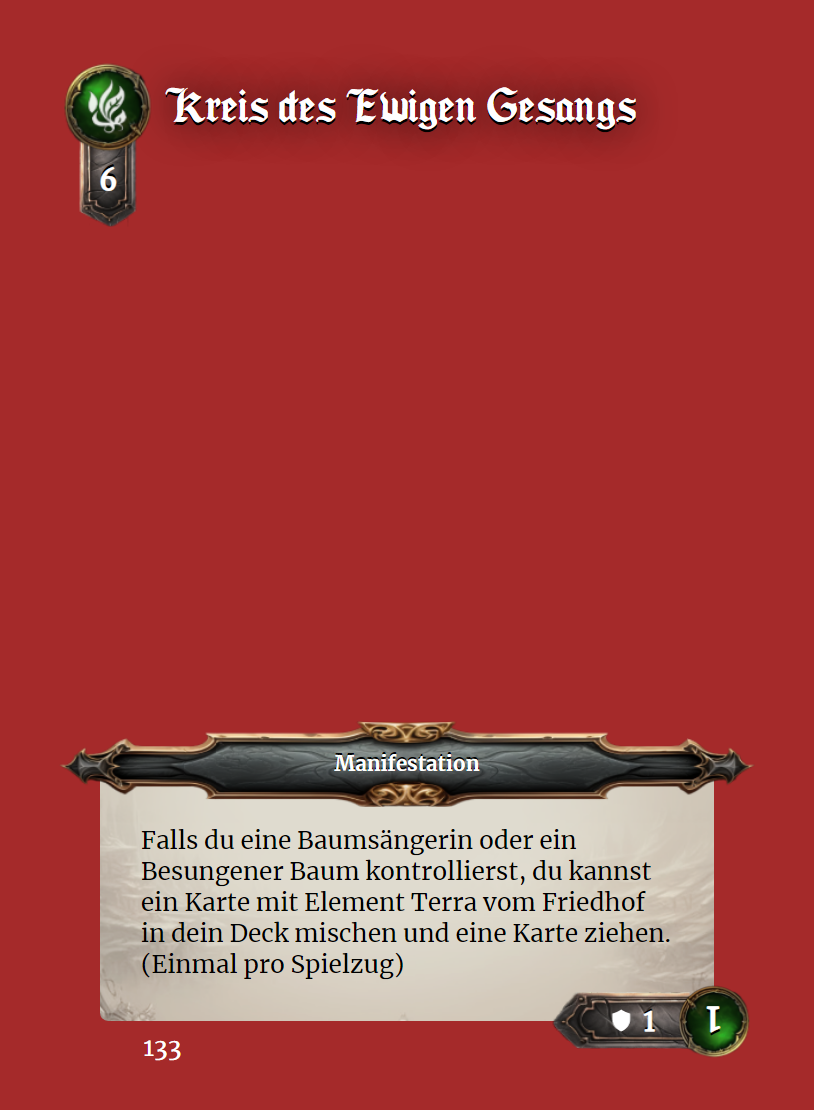 Kreis des Ewigen Gesangs
6
Manifestation
Falls du eine Baumsängerin oder ein
Besungener Baum kontrollierst, du kannst
ein Karte mit Element Terra vom Friedhof
in dein Deck mischen und eine Karte ziehen.
(Einmal pro Spielzug)
1
1
133